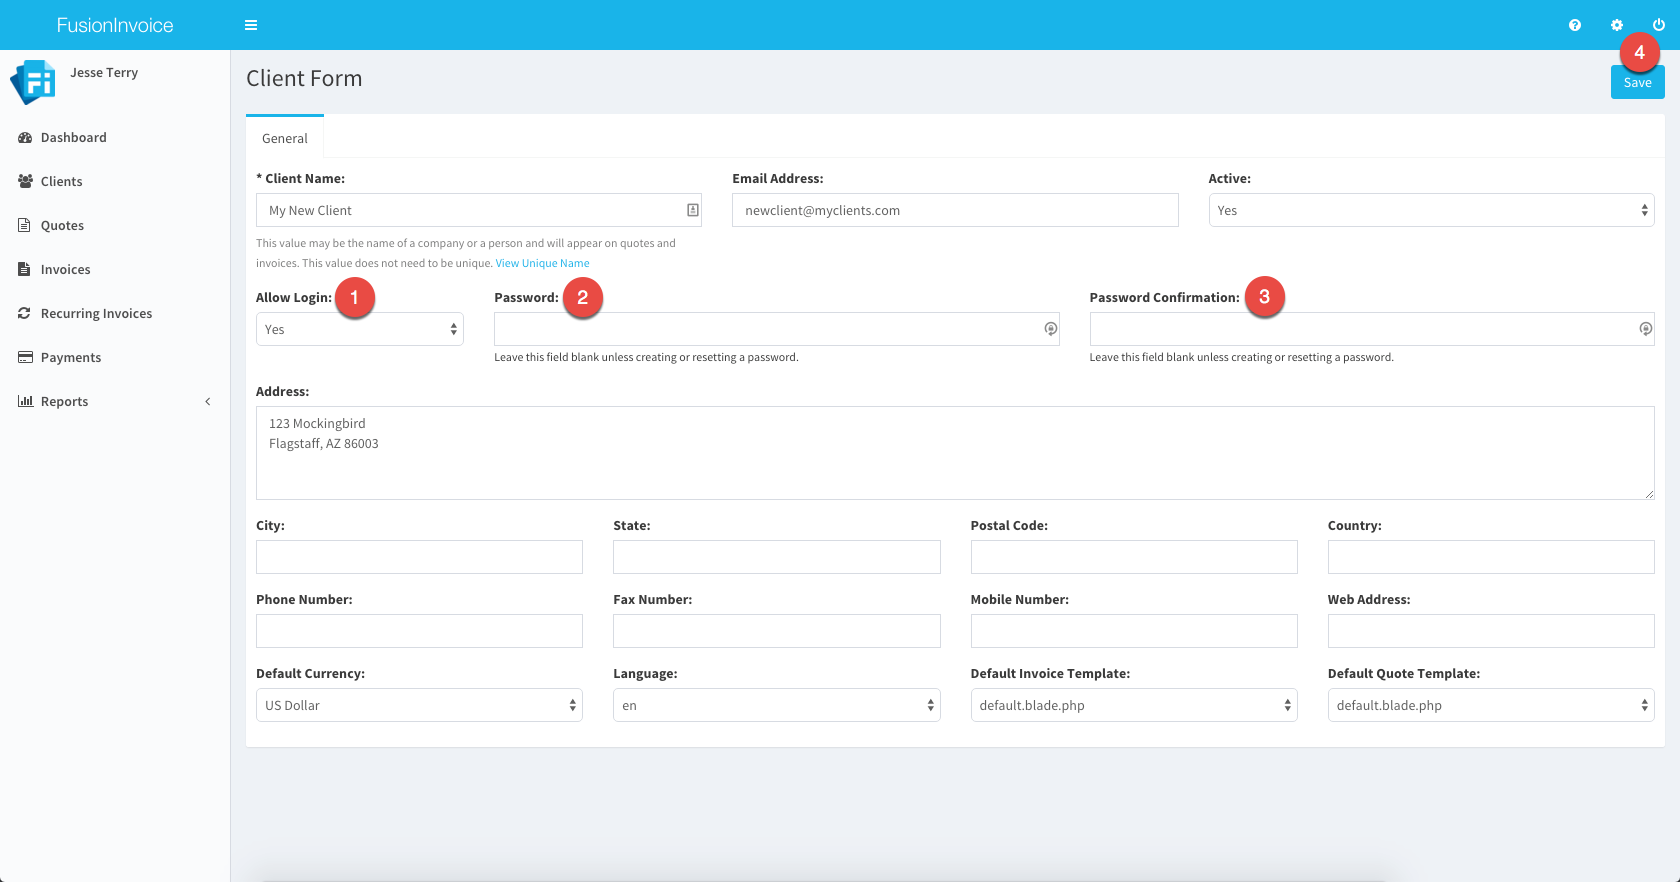 FusionInvoice
Jesse Terry
Dashboard
Clients
Quotes
Invoices
Recurring Invoices
Payments
Reports
Client Form
4
Save
General
* Client Name:
Email Address:
Active:
My New Client
newclient@myclients.com
Yes
This value may be the name of a company or a person and will appear on quotes and
invoices. This value does not need to be unique. View Unique Name
Allow Login: 1
Password: 2
Password Confirmation: 3
Yes
Leave this field blank unless creating or resetting a password.
Leave this field blank unless creating or resetting a password.
Address:
123 Mockingbird
Flagstaff, AZ 86003
City:
State:
Postal Code:
Country:
Phone Number:
Fax Number:
Mobile Number:
Web Address:
Default Currency:
Language:
Default Invoice Template:
Default Quote Template:
US Dollar
en
default.blade.php
default.blade.php